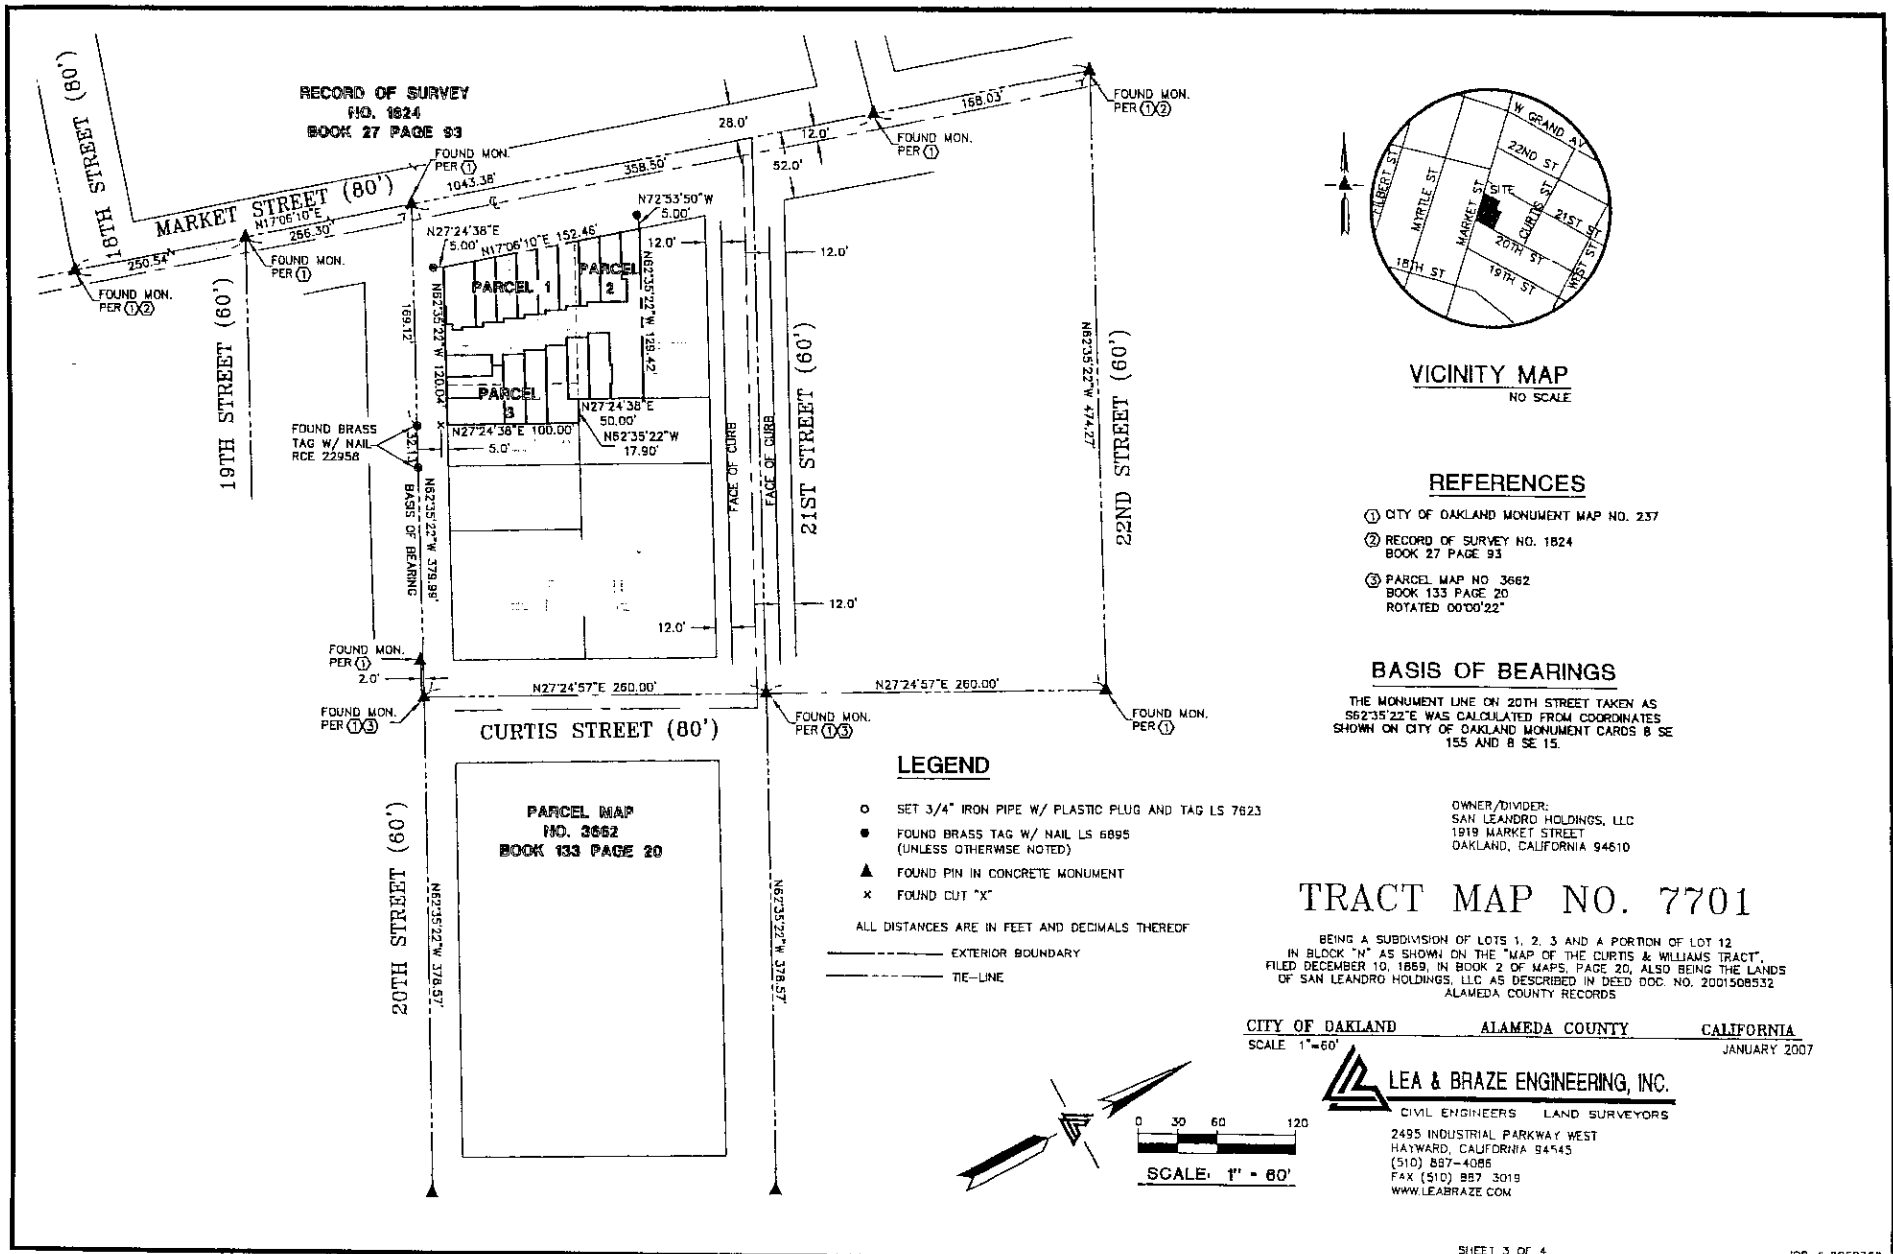 18TH STREET (80')
RECORD OF SURVEY
NO. 1824
BOOK 27 PAGE 93
FOUND MON.
PER ①
MARKET STREET (80')
N17°06'10"E
250.54'
266.30'
1043.38'
358.50'
28.0'
12.0'
52.0'
168.03'
FOUND MON.
PER ①②
FOUND MON.
PER ①
FOUND MON.
PER ①
FOUND MON.
PER ①②
19TH STREET (60')
N72°53'50"W
5.00'
N27°24'38"E
5.00'
N17°06'10"E 152.46'
12.0'
12.0'
PARCEL 1
PARCEL
2
PARCEL
3
169.12'
N62°35'22"W 120.04'
N62°35'22"W 129.42'
N27°24'38"E
50.00'
N62°35'22"W
17.90'
N27°24'38"E 100.00'
5.0'
FOUND BRASS
TAG W/ NAIL
RCE 22958
BASIS OF BEARING
FACE OF CURB
FACE OF CURB
21ST STREET (60')
N62°35'22"W 474.27'
22ND STREET (60')
12.0'
12.0'
FOUND MON.
PER ①
2.0'
FOUND MON.
PER ①③
N27°24'57"E 260.00'
N27°24'57"E 260.00'
FOUND MON.
PER ①③
FOUND MON.
PER ①
CURTIS STREET (80')
20TH STREET (60')
N62°35'22"W 378.57'
N62°35'22"W 378.57'
PARCEL MAP
NO. 3662
BOOK 133 PAGE 20
LEGEND
SET 3/4" IRON PIPE W/ PLASTIC PLUG AND TAG LS 7623
FOUND BRASS TAG W/ NAIL LS 6895
(UNLESS OTHERWISE NOTED)
FOUND PIN IN CONCRETE MONUMENT
FOUND CUT "X"
ALL DISTANCES ARE IN FEET AND DECIMALS THEREOF
EXTERIOR BOUNDARY
TIE-LINE
0 30 60 120
SCALE: 1" - 60'
W GRAND AV
22ND ST
FILBERT ST
MYRTLE ST
MARKET ST
SITE
CURTIS ST
21ST ST
20TH ST
WEST ST
18TH ST
19TH ST
VICINITY MAP
NO SCALE
REFERENCES
① CITY OF OAKLAND MONUMENT MAP NO. 237
② RECORD OF SURVEY NO. 1824
BOOK 27 PAGE 93
③ PARCEL MAP NO 3662
BOOK 133 PAGE 20
ROTATED 00°00'22"
BASIS OF BEARINGS
THE MONUMENT LINE ON 20TH STREET TAKEN AS
S62°35'22"E WAS CALCULATED FROM COORDINATES
SHOWN ON CITY OF OAKLAND MONUMENT CARDS 8 SE
155 AND 8 SE 15.
OWNER/DIVIDER:
SAN LEANDRO HOLDINGS, LLC
1919 MARKET STREET
OAKLAND, CALIFORNIA 94610
TRACT MAP NO. 7701
BEING A SUBDIVISION OF LOTS 1, 2, 3 AND A PORTION OF LOT 12
IN BLOCK "N" AS SHOWN ON THE "MAP OF THE CURTIS & WILLIAMS TRACT",
FILED DECEMBER 10, 1869, IN BOOK 2 OF MAPS, PAGE 20, ALSO BEING THE LANDS
OF SAN LEANDRO HOLDINGS, LLC AS DESCRIBED IN DEED DOC. NO. 2001508532
ALAMEDA COUNTY RECORDS
CITY OF OAKLAND ALAMEDA COUNTY CALIFORNIA
SCALE 1"=60'
JANUARY 2007
LEA & BRAZE ENGINEERING, INC.
CIVIL ENGINEERS LAND SURVEYORS
2495 INDUSTRIAL PARKWAY WEST
HAYWARD, CALIFORNIA 94545
(510) 887-4086
FAX (510) 887 3019
WWW.LEABRAZE.COM
SHEET 3 OF 4